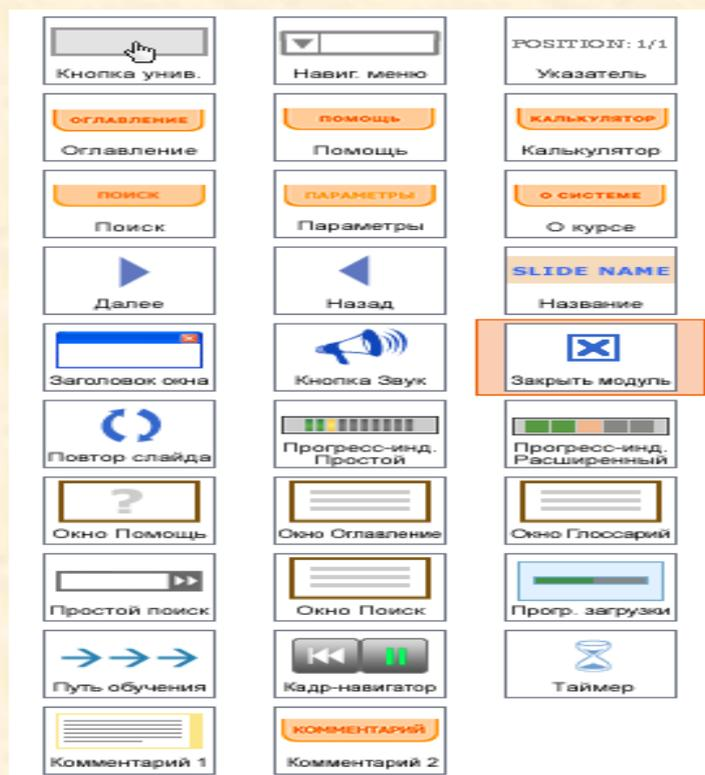 Кнопка унив.
Навиг. меню
POSITION: 1/1
Указатель
ОГЛАВЛЕНИЕ
Оглавление
ПОМОЩЬ
Помощь
КАЛЬКУЛЯТОР
Калькулятор
ПОИСК
Поиск
ПАРАМЕТРЫ
Параметры
О СИСТЕМЕ
О курсе
Далее
Назад
SLIDE NAME
Название
Заголовок окна
Кнопка Звук
Закрыть модуль
Повтор слайда
Прогресс-инд.
Простой
Прогресс-инд.
Расширенный
?
Окно Помощь
Окно Оглавление
Окно Глоссарий
Простой поиск
Окно Поиск
Прогр. загрузки
Путь обучения
Кадр-навигатор
Таймер
Комментарий 1
КОММЕНТАРИЙ
Комментарий 2